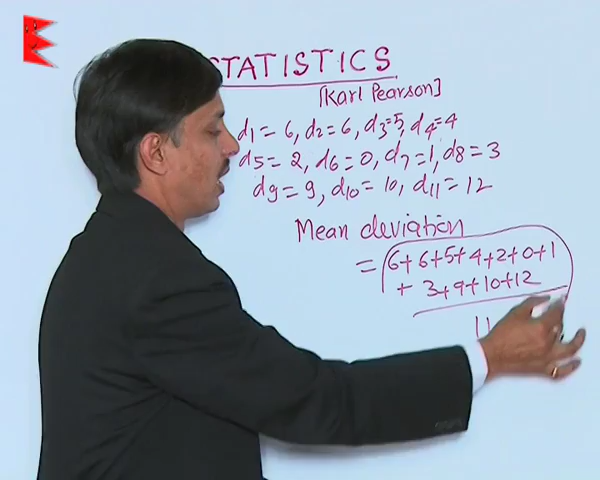 STATISTICS
[Karl Pearson]
d1 = 6, d2 = 6, d3 = 5, d4 = 4
d5 = 2, d6 = 0, d7 = 1, d8 = 3
d9 = 9, d10 = 10, d11 = 12
Mean deviation
= 6+6+5+4+2+0+1
+ 3+9+10+12
11